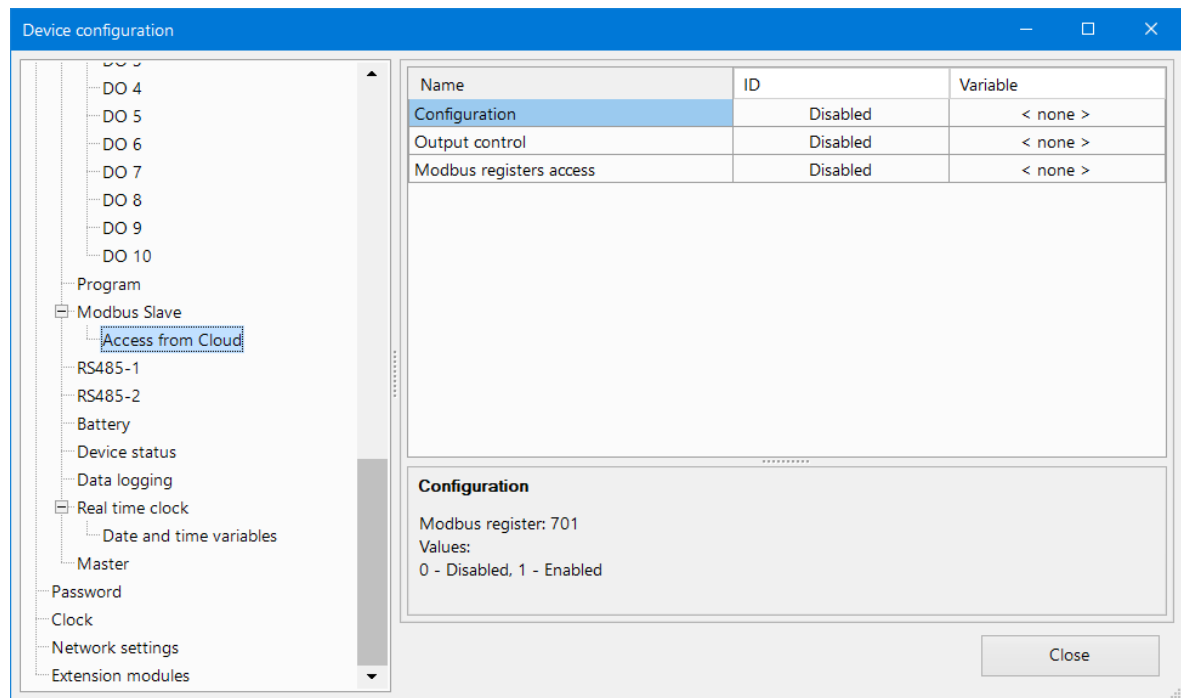 Device configuration
DO 4
DO 5
DO 6
DO 7
DO 8
DO 9
DO 10
Program
Modbus Slave
Access from Cloud
RS485-1
RS485-2
Battery
Device status
Data logging
Real time clock
Date and time variables
Master
Password
Clock
Network settings
Extension modules
Name ID Variable
Configuration Disabled < none >
Output control Disabled < none >
Modbus registers access Disabled < none >
Configuration
Modbus register: 701
Values:
0 - Disabled, 1 - Enabled
Close